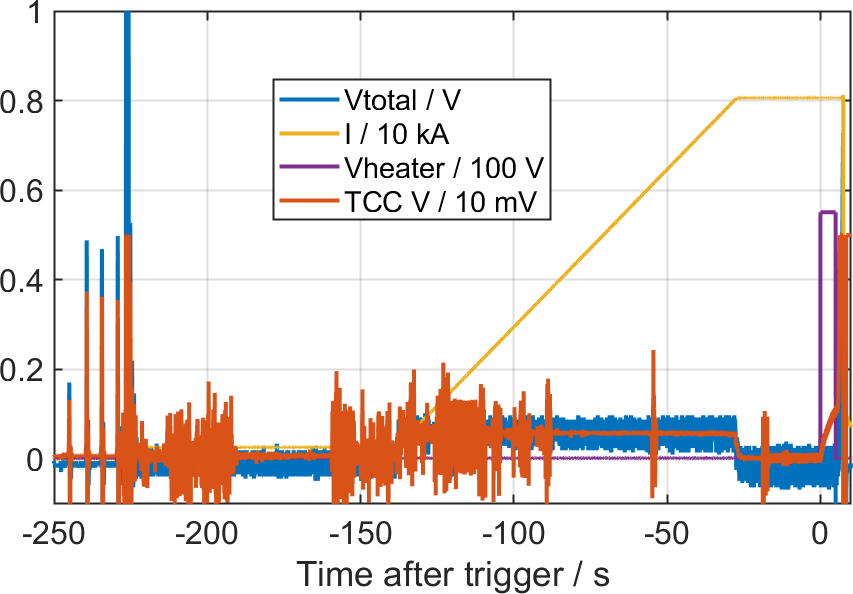 1
0.8
0.6
0.4
0.2
0
Vtotal / V
I / 10 kA
Vheater / 100 V
TCC V / 10 mV
-250 -200 -150 -100 -50 0
Time after trigger / s